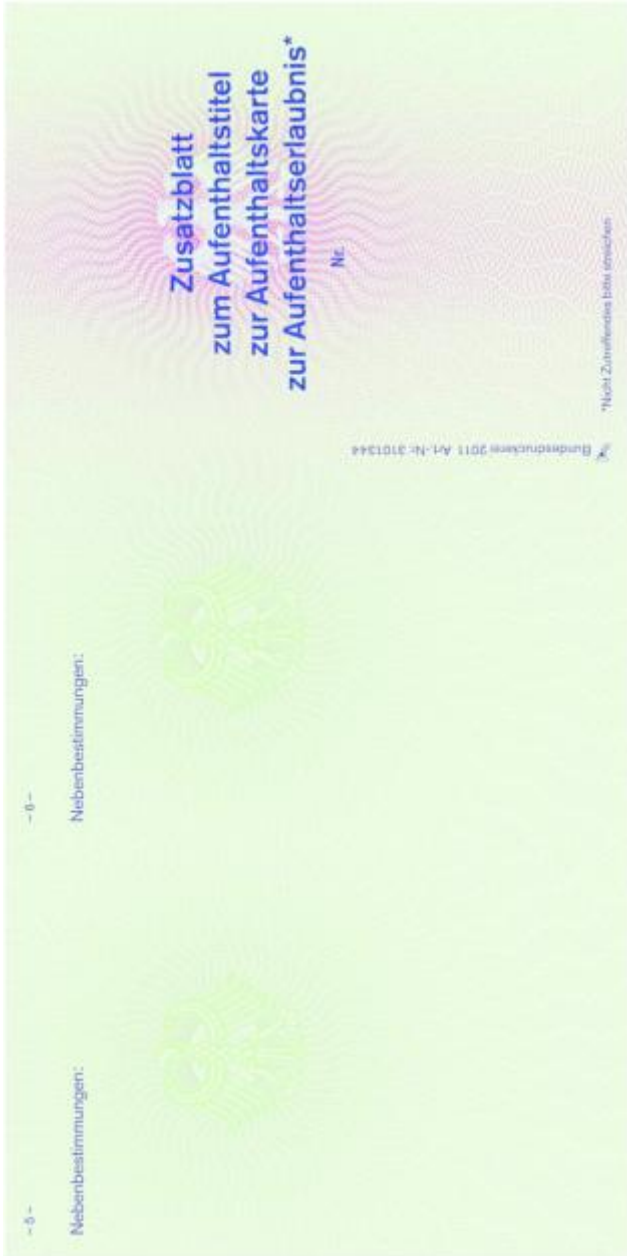 – 5 –
Nebenbestimmungen:
– 6 –
Nebenbestimmungen:
Zusatzblatt
zum Aufenthaltstitel
zur Aufenthaltskarte
zur Aufenthaltserlaubnis*
Nr.
*Nicht Zutreffendes bitte streichen
Bundesdruckerei 2011 Art.-Nr. 3101344